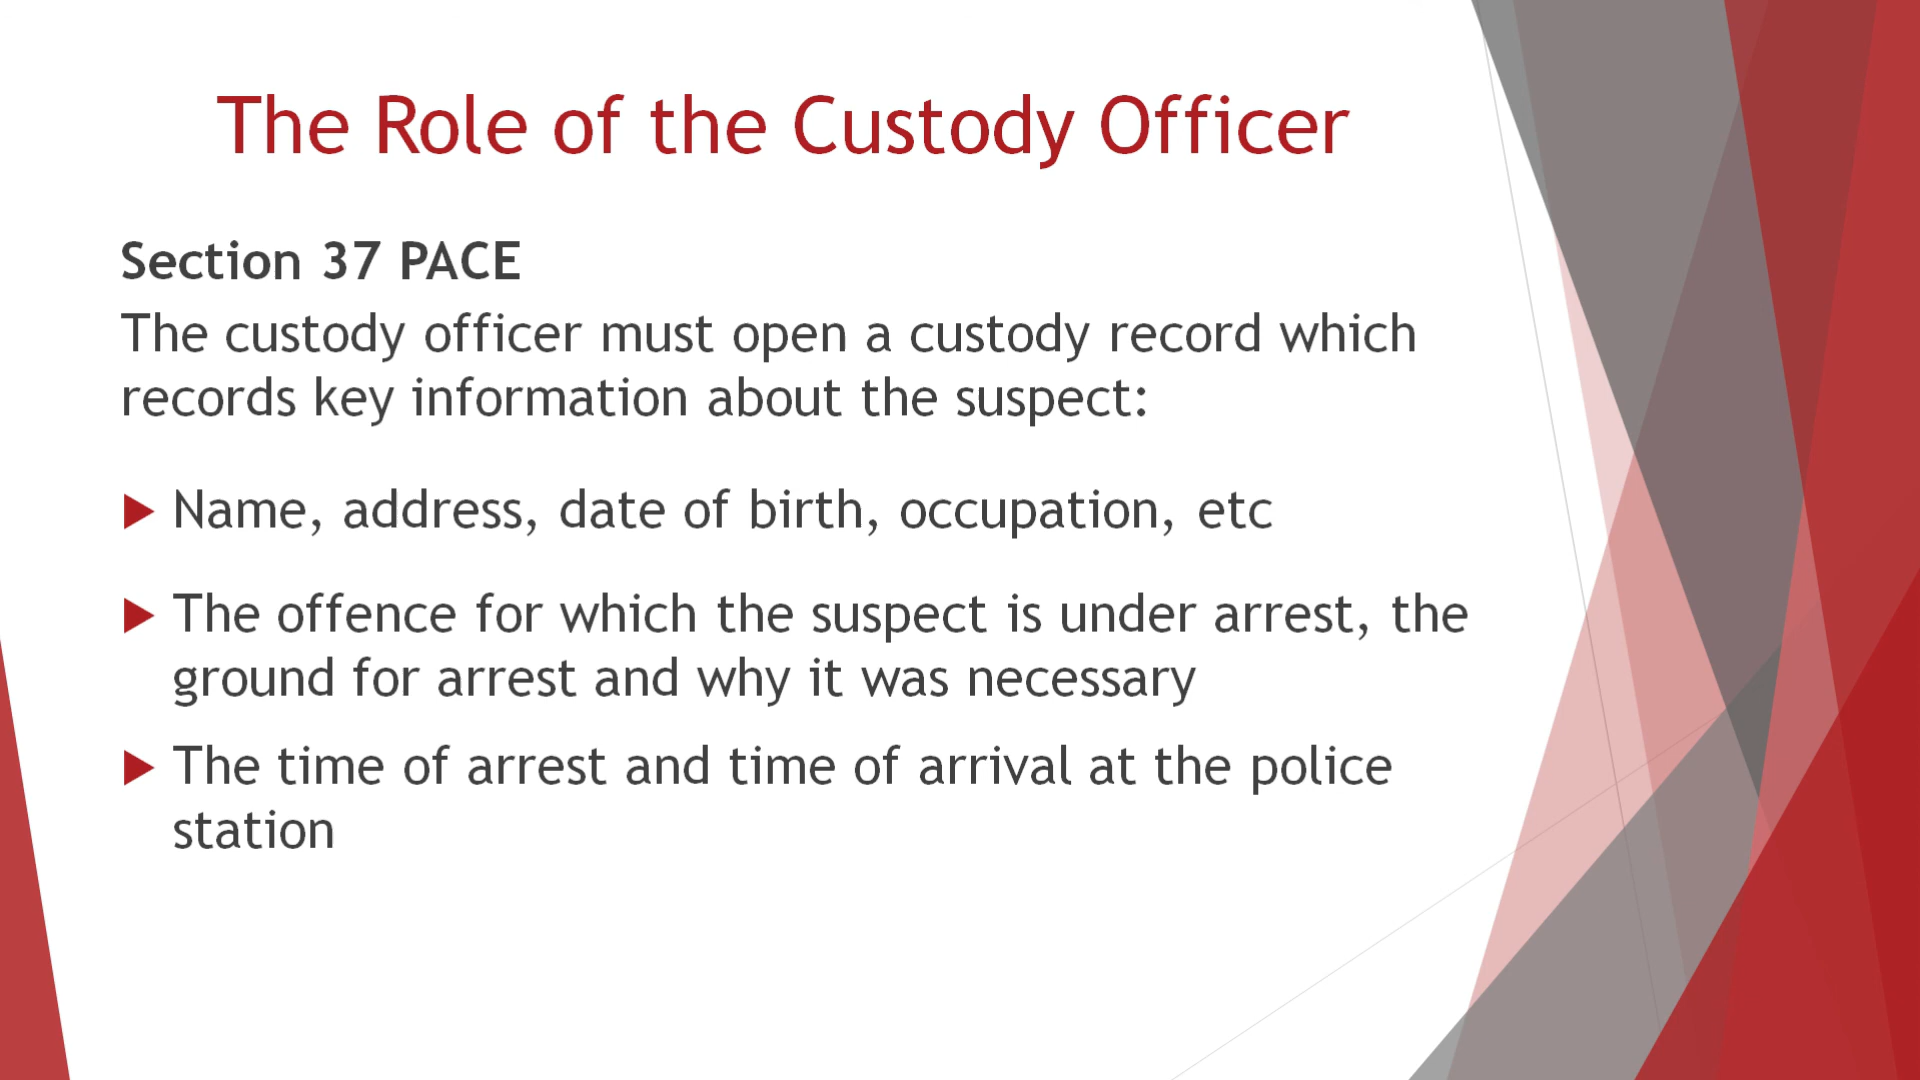 The Role of the Custody Officer
Section 37 PACE
The custody officer must open a custody record which
records key information about the suspect:
Name, address, date of birth, occupation, etc
The offence for which the suspect is under arrest, the
ground for arrest and why it was necessary
The time of arrest and time of arrival at the police
station